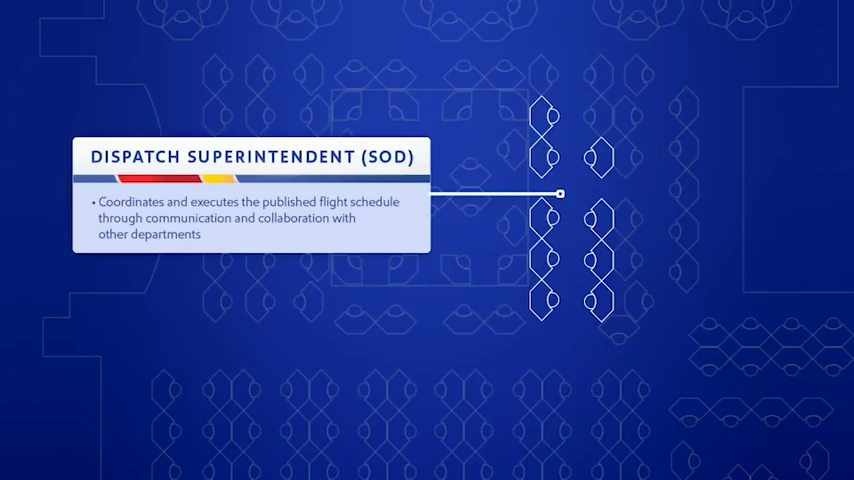 DISPATCH SUPERINTENDENT (SOD)
• Coordinates and executes the published flight schedule
through communication and collaboration with
other departments